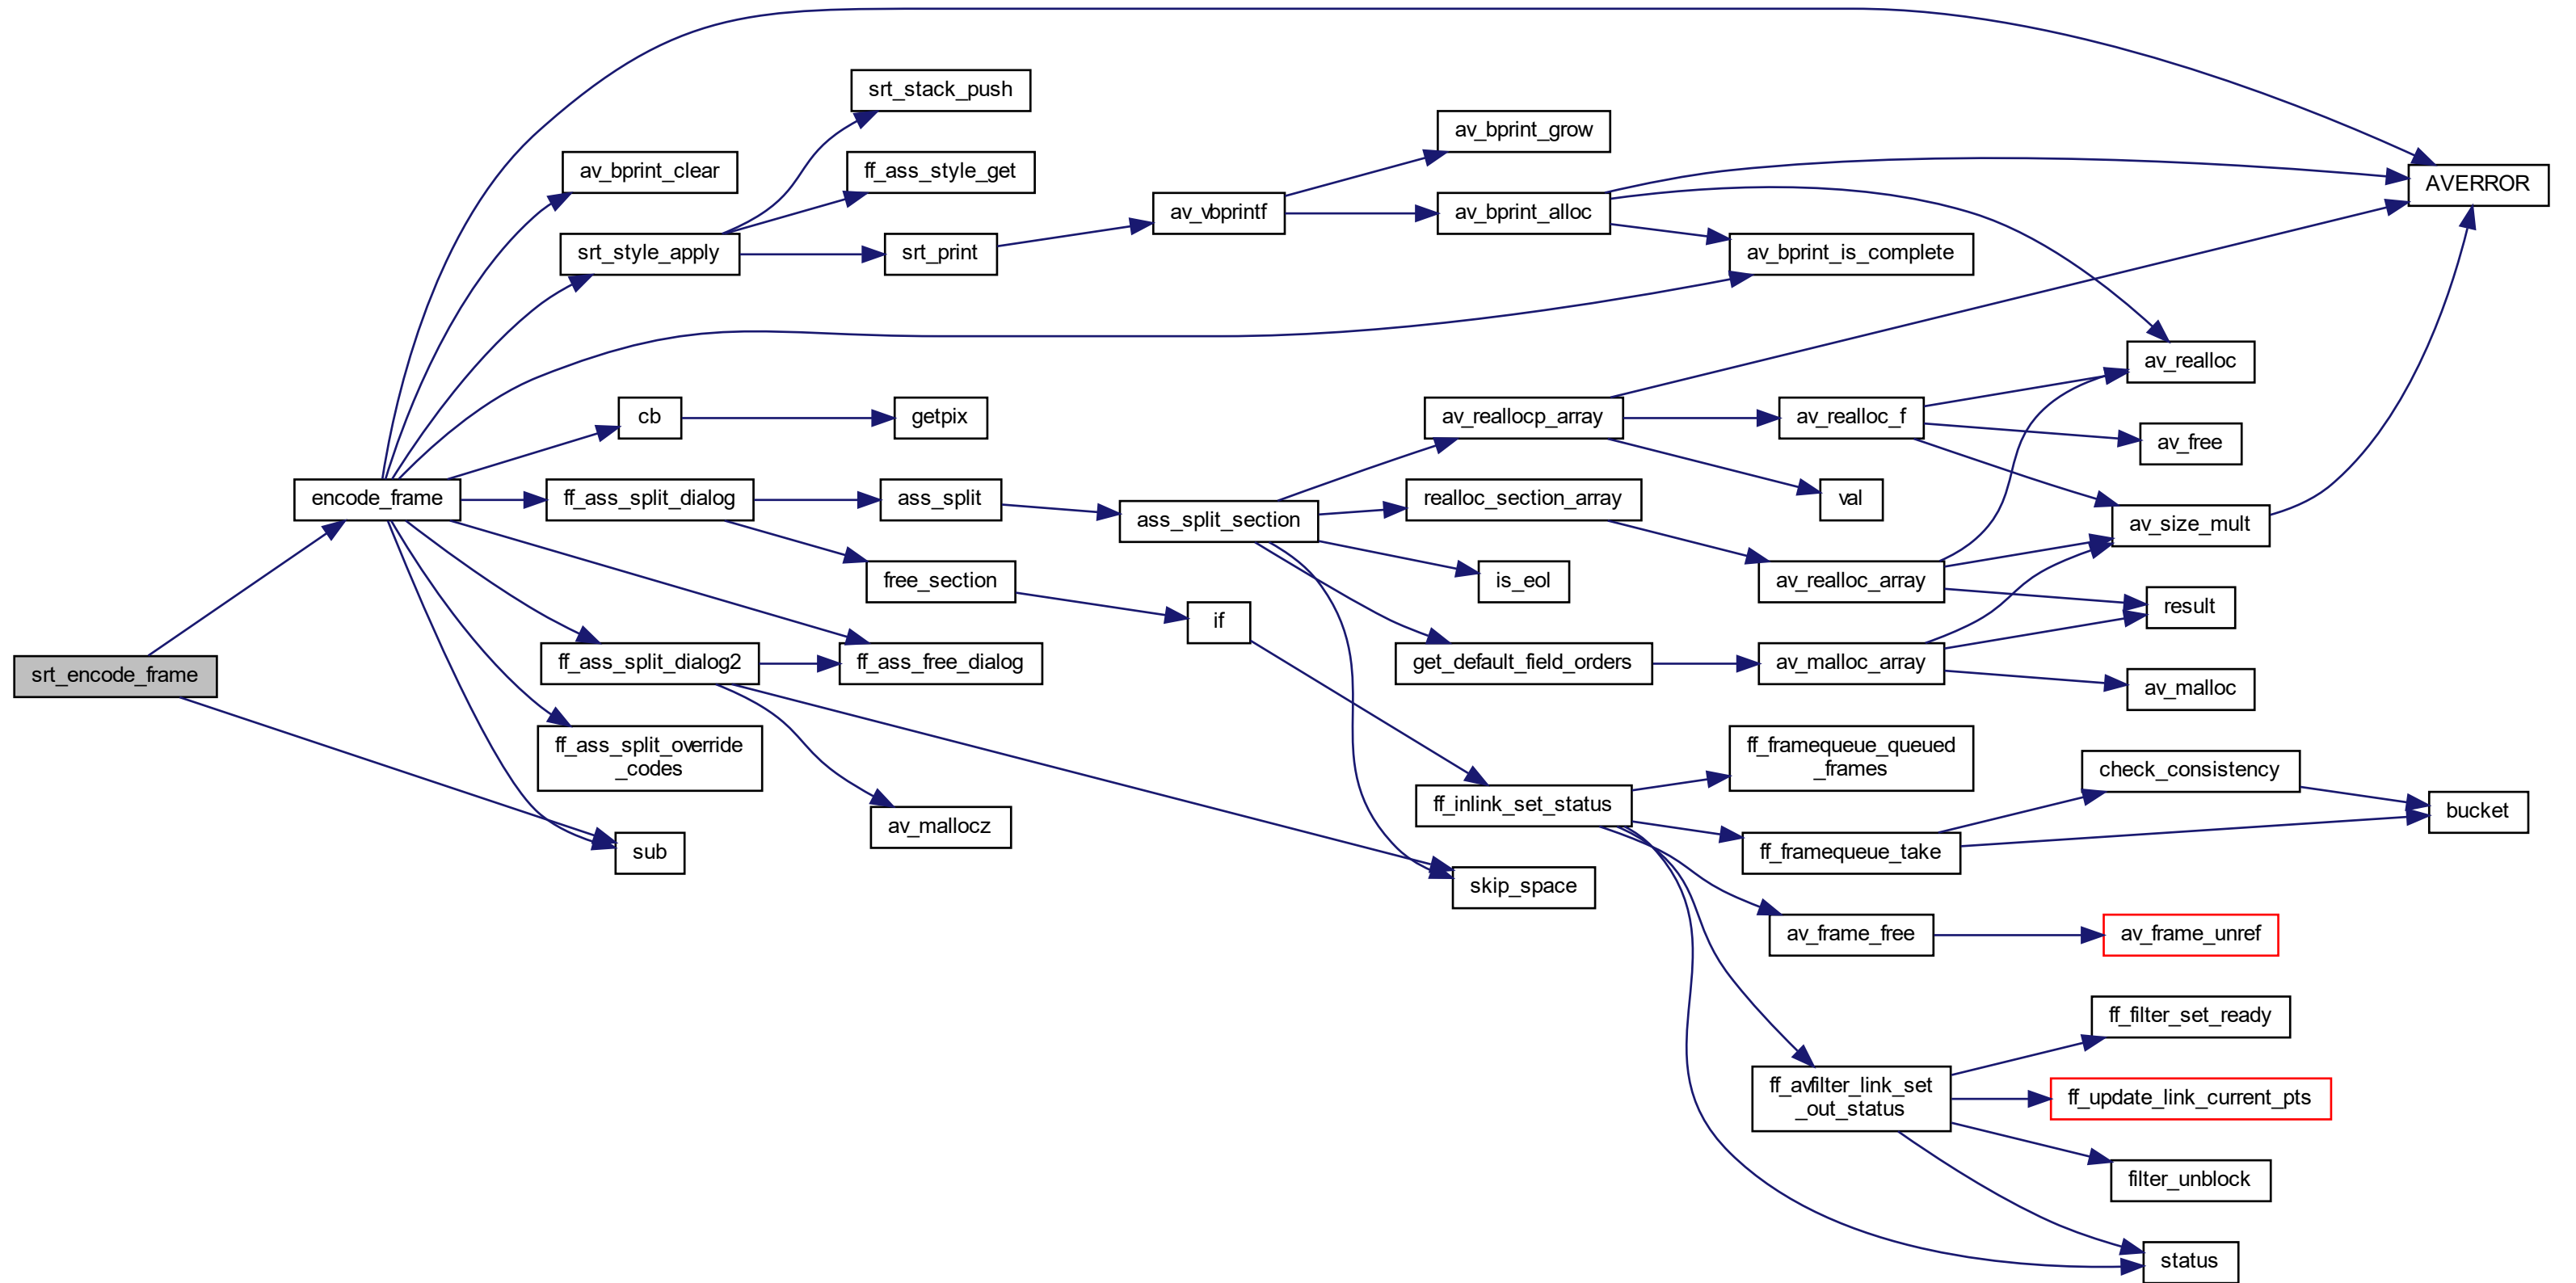 srt_stack_push
av_bprint_grow
av_bprint_clear
ff_ass_style_get
AVERROR
av_vbprintf
av_bprint_alloc
srt_style_apply
srt_print
av_bprint_is_complete
av_realloc
cb
getpix
av_reallocp_array
av_realloc_f
av_free
encode_frame
ff_ass_split_dialog
ass_split
realloc_section_array
val
ass_split_section
av_size_mult
free_section
is_eol
av_realloc_array
result
if
srt_encode_frame
ff_ass_split_dialog2
ff_ass_free_dialog
get_default_field_orders
av_malloc_array
av_malloc
ff_ass_split_override
_codes
ff_framequeue_queued
_frames
check_consistency
ff_inlink_set_status
bucket
av_mallocz
sub
ff_framequeue_take
skip_space
av_frame_free
av_frame_unref
ff_filter_set_ready
ff_avfilter_link_set
_out_status
ff_update_link_current_pts
filter_unblock
status